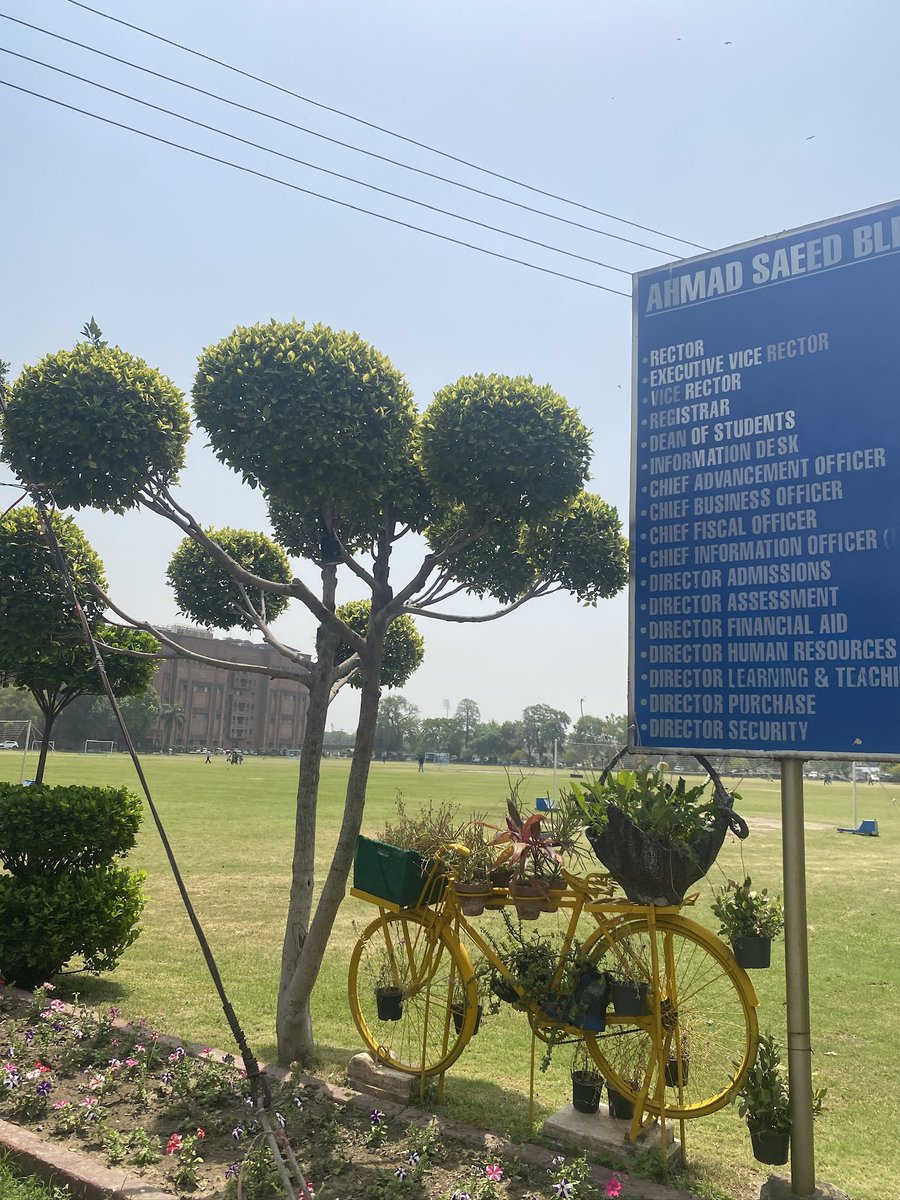 AHMAD SAEED
• RECTOR
• EXECUTIVE VICE RECTOR
• VICE RECTOR
• REGISTRAR
• DEAN OF STUDENTS
• INFORMATION DESK
• CHIEF ADVANCEMENT OFFICER
• CHIEF BUSINESS OFFICER
• CHIEF FISCAL OFFICER
• CHIEF INFORMATION OFFICER
• DIRECTOR ADMISSIONS
• DIRECTOR ASSESSMENT
• DIRECTOR FINANCIAL AID
• DIRECTOR HUMAN RESOURCES
• DIRECTOR LEARNING & TEACHI
• DIRECTOR PURCHASE
• DIRECTOR SECURITY